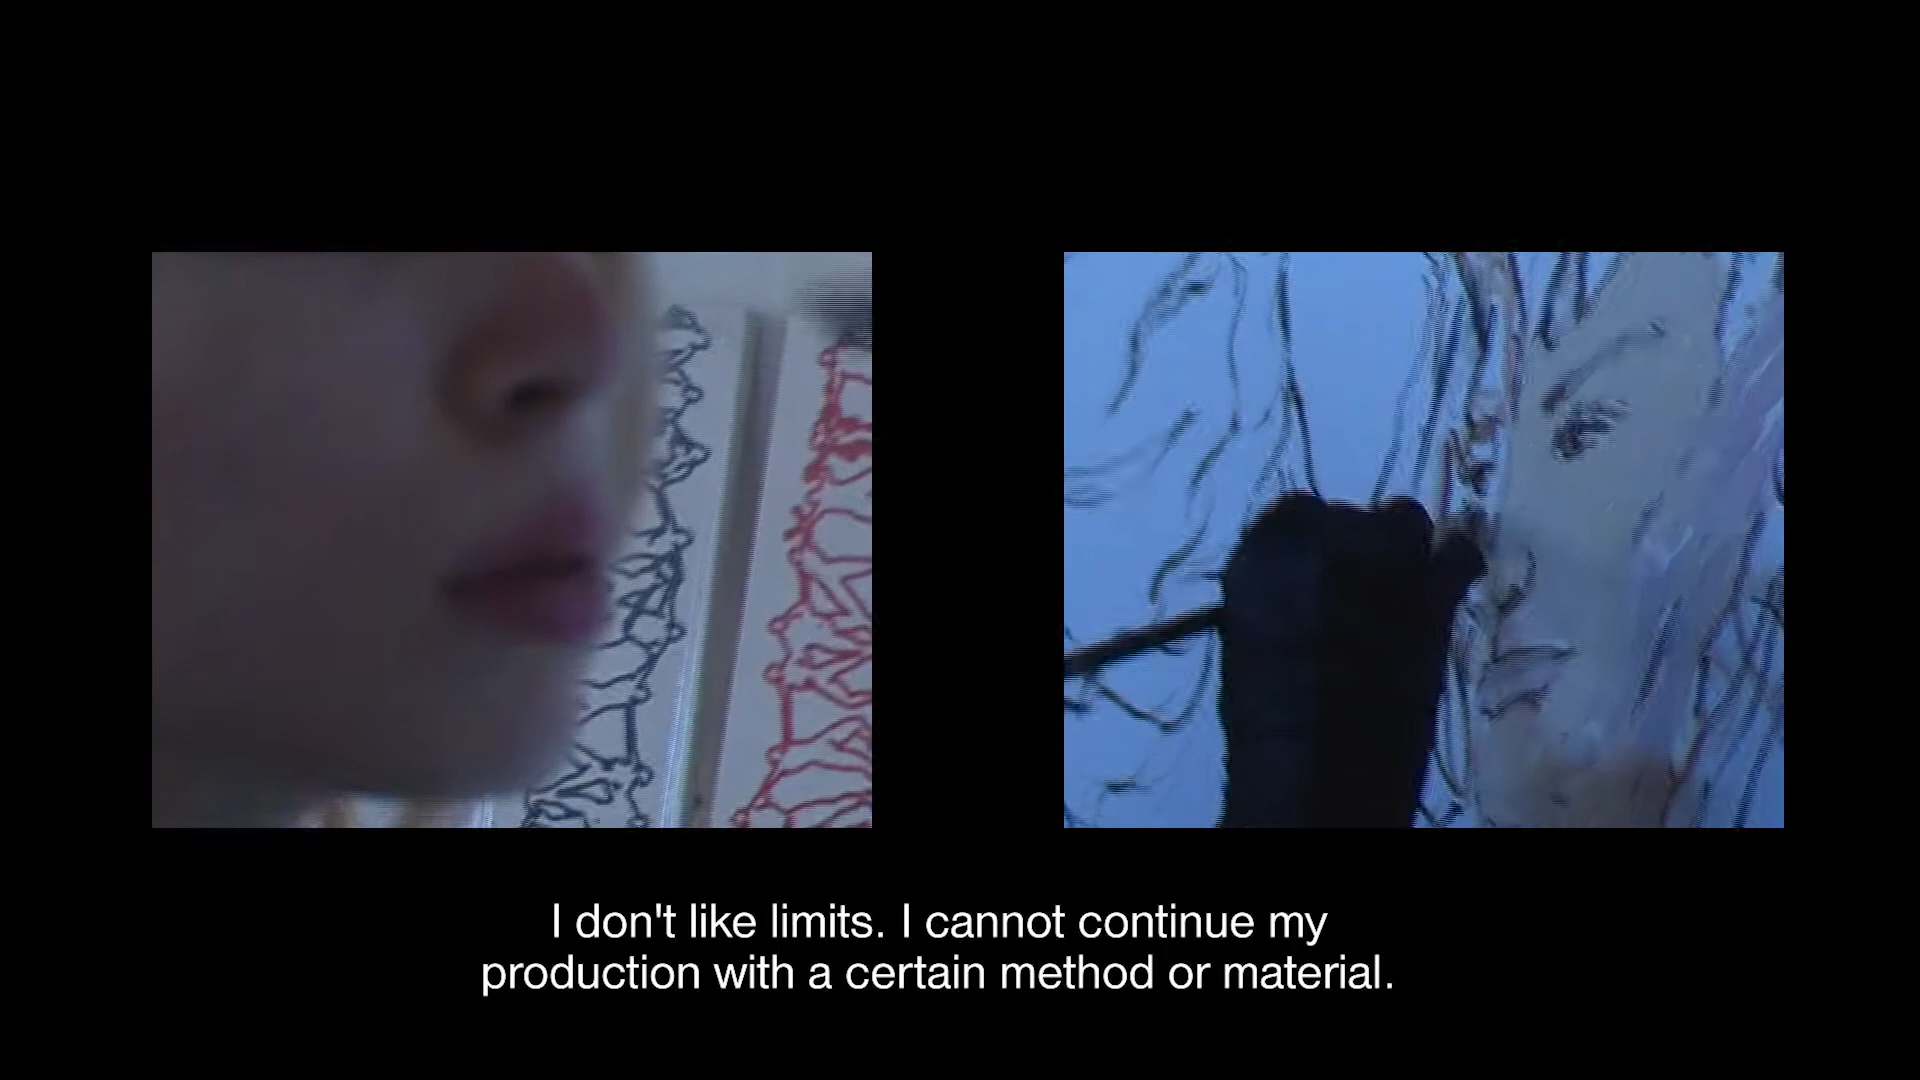 I don't like limits. I cannot continue my
production with a certain method or material.